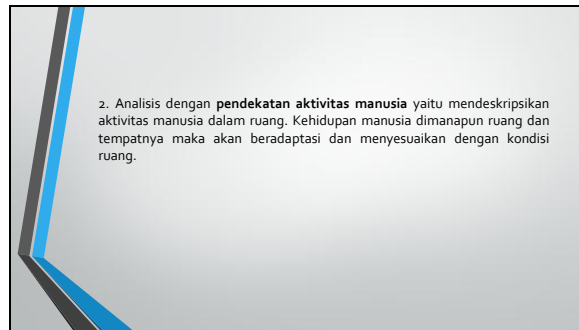 2. Analisis dengan pendekatan aktivitas manusia yaitu mendeskripsikan
aktivitas manusia dalam ruang. Kehidupan manusia dimanapun ruang dan
tempatnya maka akan beradaptasi dan menyesuaikan dengan kondisi
ruang.